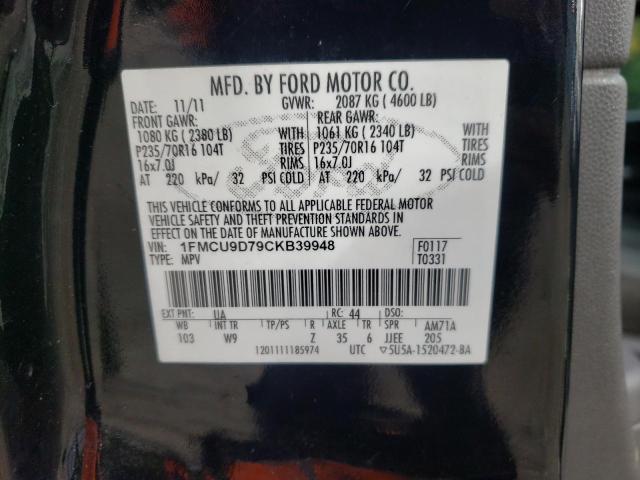 MFD. BY FORD MOTOR CO.
DATE: 11/11 GVWR: 2087 KG ( 4600 LB)
FRONT GAWR: REAR GAWR:
1080 KG ( 2380 LB) WITH 1061 KG ( 2340 LB) WITH
P235/70R16 104T TIRES P235/70R16 104T TIRES
16x7.0J RIMS 16x7.0J RIMS
AT 220 kPa/ 32 PSI COLD AT 220 kPa/ 32 PSI COLD
THIS VEHICLE CONFORMS TO ALL APPLICABLE FEDERAL MOTOR
VEHICLE SAFETY AND THEFT PREVENTION STANDARDS IN EFFECT
ON THE DATE OF MANUFACTURE SHOWN ABOVE.
VIN: 1FMCU9D79CKB39948 F0117
TYPE: MPV T0331
EXT PNT: UA RC: 44 DSO:
WB INT TR TP/PS R AXLE TR SPR AM71A
103 W9 Z 35 6 JJEE 205
1201111185974 UTC ▽5U5A-1520472-BA
Ford